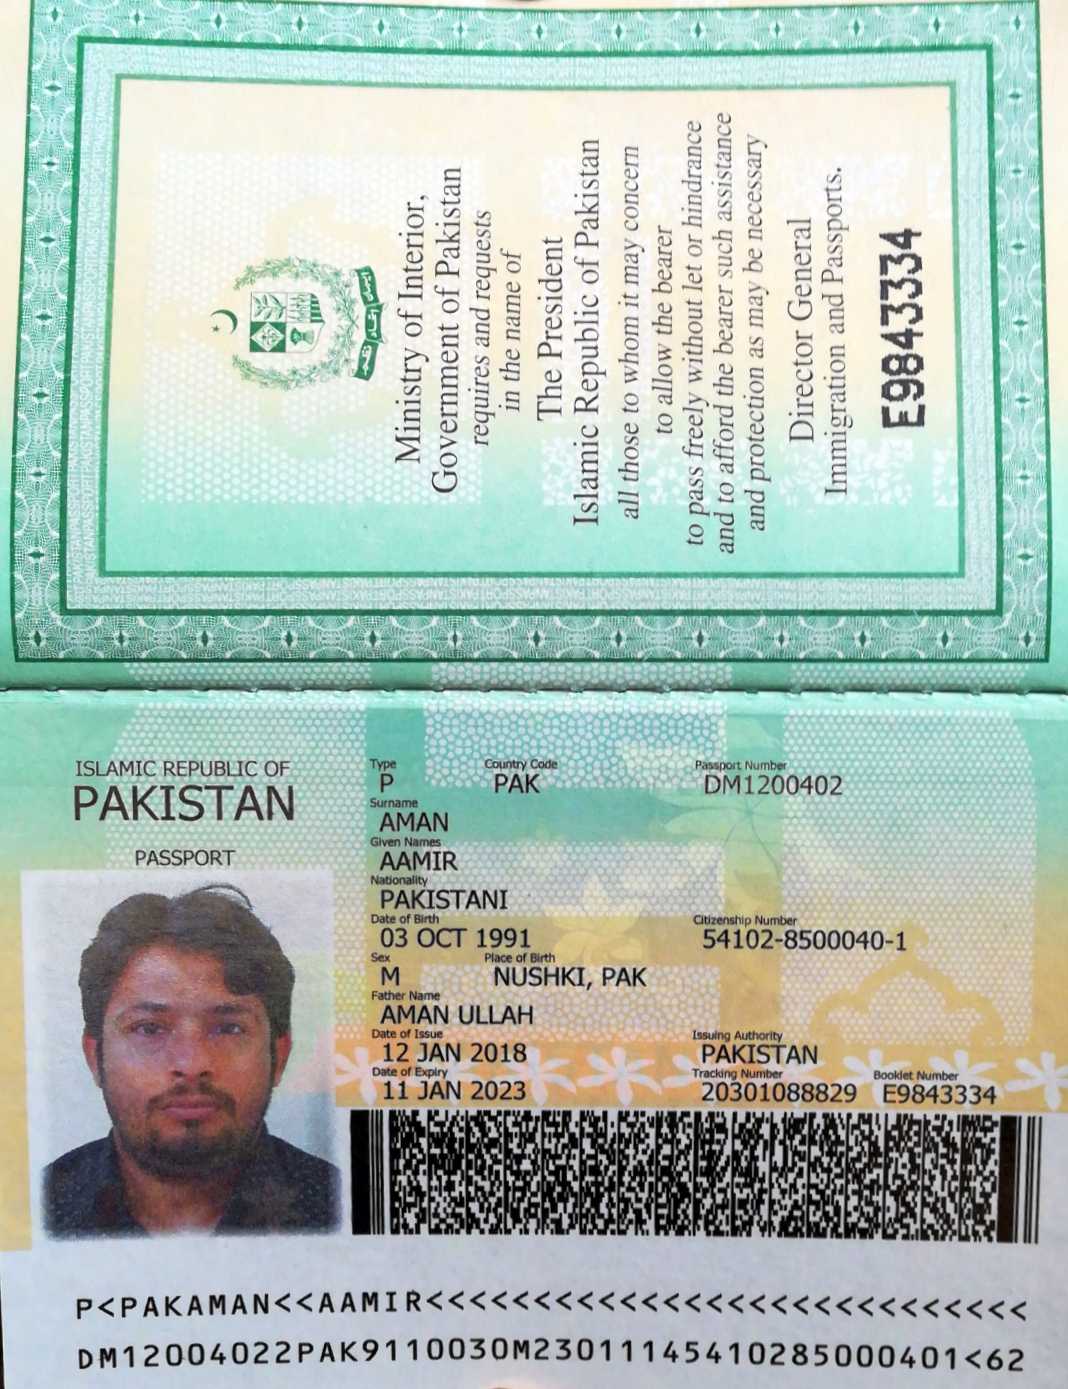 Ministry of Interior,
Government of Pakistan
requires and requests
in the name of
The President
Islamic Republic of Pakistan
all those to whom it may concern
to allow the bearer
to pass freely without let or hindrance
and to afford the bearer such assistance
and protection as may be necessary
Director General
Immigration and Passports.
E9843334
ISLAMIC REPUBLIC OF
PAKISTAN
PASSPORT
Type Country Code Passport Number
P PAK DM1200402
Surname
AMAN
Given Names
AAMIR
Nationality
PAKISTANI
Date of Birth Citizenship Number
03 OCT 1991 54102-8500040-1
Sex Place of Birth
M NUSHKI, PAK
Father Name
AMAN ULLAH
Date of Issue Issuing Authority
12 JAN 2018 PAKISTAN
Date of Expiry Tracking Number Booklet Number
11 JAN 2023 20301088829 E9843334
P<PAKAMAN<<AAMIR<<<<<<<<<<<<<<<<<<<<<<<<<<<<
DM12004022PAK9110030M2301114541028500040​1<62